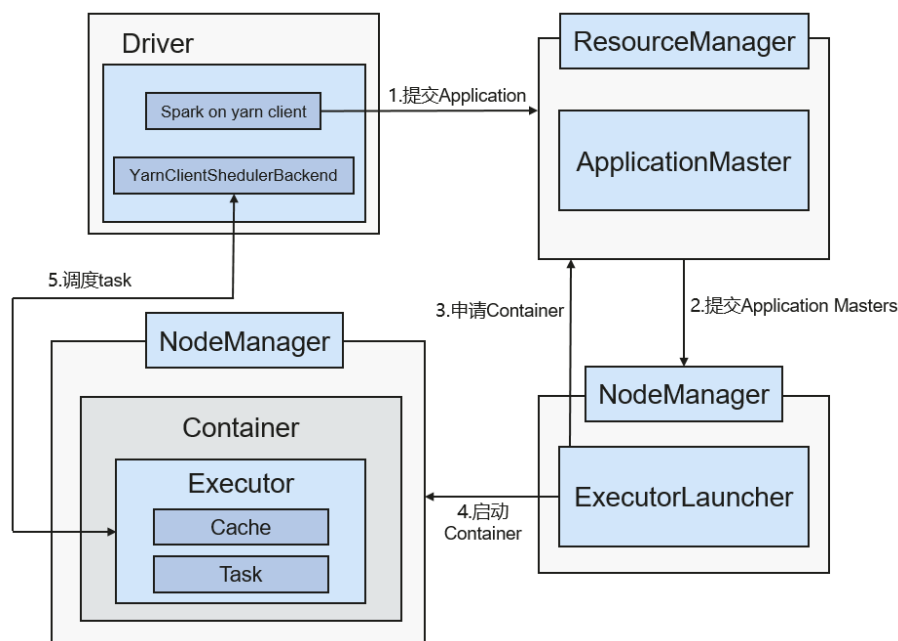 Driver
Spark on yarn client
YarnClientShedulerBackend
1.提交Application
ResourceManager
ApplicationMaster
5.调度task
3.申请Container
2.提交Application Masters
NodeManager
Container
Executor
Cache
Task
4.启动
Container
NodeManager
ExecutorLauncher